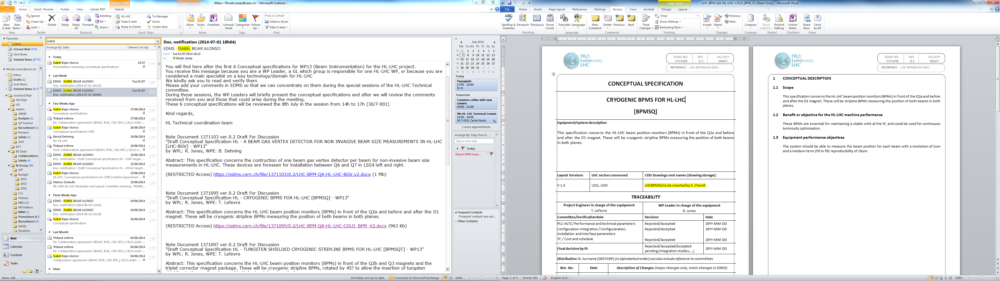 Inbox - Rhodri.Jones@cern.ch - Microsoft Outlook
Search Tools
File Home Send / Receive Folder View Adobe PDF Search
New E-mail New Items Ignore Clean Up Junk Delete Reply Reply All Forward Meeting IM More HL-LHC Team E-mail Reply & Delete To Manager Done Create New Move Rules OneNote Unread/ Read Categorize Follow Up Find a Contact Address Book Filter E-mail
New Delete Respond Quick Steps Move Tags Find
Favorites
Inbox
Unread Mail (373)
Sent Items
Deleted Items (8775)
Rhodri.Jones@cern.ch
Inbox
Drafts [1]
Sent Items
Deleted Items (877
Archived Mail
AB Dept
AD
Admin
ABMB
Budgets (1)
QP Section
Recruitment (1)
Reviews
Safety (2)
SLM
BCT
BE Dept
Collaborations
Safety (4)
BI Group (30)
APT
Budget
2012
2013
2014
CVs
Fellows
FSU (10)
HR Matters
MME (1)
Promotions & I
Recruitment (3)
Safety
Students
Mail
Calendar
Contacts
Tasks
Items: 168
isabel
Arrange By: Date Newest on top
Today
Isabel Bejar Alonso 10:57
Presentation remaining conceptual specifications
Last Week
EDMS - ISABEL BEJAR ALONSO Tue 01/07
Doc. notification (2014-07-01 19h23)
EDMS - ISABEL BEJAR ALONSO Tue 01/07
Doc. notification (2014-07-01 18h04)
Two Weeks Ago
Isabel Bejar Alonso 27/06/2014
Conceptual specifications
Thibaut Lefevre 27/06/2014
Re: Collaboration agreement CIEMAT, IFAE, CSIC-IFIC y CELLS-ALBA ...
Isabel Bejar Alonso 26/06/2014
Conceptual specifications WP3
Bernd Dehning 24/06/2014
Re: HL-LHC
Thibaut Lefevre 24/06/2014
Fwd: Collaboration agreement CIEMAT, IFAE, CSIC-IFIC y CELLS-A...
EDMS - ISABEL BEJAR ALONSO 23/06/2014
Doc. notification : Draft Conceptual Specification HL - CMS Target ...
EDMS - ISABEL BEJAR ALONSO 23/06/2014
Doc. notification : Draft Conceptual Specification HL - ATLAS Target...
Isabel Bejar Alonso 23/06/2014
HL-LHC: Conceptual specifications for WP8 (Collider-Experiment ...
Markus Zerlauth 23/06/2014
RE: 10th HL-LHC Parameter and Layout Committee meeting - REMIN...
Three Weeks Ago
EDMS - ISABEL BEJAR ALONSO 19/06/2014
Doc. notification (2014-06-19 12h34)
EDMS - ISABEL BEJAR ALONSO 18/06/2014
Doc. notification (2014-06-18 15h29)
Isabel Bejar Alonso 16/06/2014
Conceptual specification
Last Month
Thibaut Lefevre 04/06/2014
Re: Collaboration agreement CIEMAT, IFAE, CSIC-IFIC y CELLS-ALBA ...
Thibaut Lefevre 04/06/2014
Re: Collaboration agreement CIEMAT, IFAE, CSIC-IFIC y CELLS-ALBA ...
Isabel Bejar Alonso 04/06/2014
Collaboration agreement CIEMAT, IFAE, CSIC-IFIC y CELLS-ALBA -...
Older
Doc. notification (2014-07-01 18h04)
EDMS - ISABEL BEJAR ALONSO
Sent: Tue 01/07/2014 18:13
To: Rhodri Jones
You will find here after the first 6 Conceptual specifications for WP13 (Beam Instrumentation) for the HL-LHC project.
You receive this message because you are a WP Leader, a GL which group is responsible for one HL-LHC WP, or because you are
considered a main specialist on a key technology/domain for HL-LHC
We kindly ask you to read and verify them
Please add your comments in EDMS so that we can concentrate on them during the special sessions of the HL-LHC Technical
committee.
During these sessions, the WP Leaders will briefly present the conceptual specifications and after we will review the comments
received from you and those that could arise during the meeting.
These 6 conceptual specifications will be reviewed the 8th July in the session from 14h to 17h (30/7-001)
Kind regards,
HL Technical coordination team
Note Document 1371103 ver.0.2 Draft For Discussion
"Draft Conceptual Specification HL - A BEAM GAS VERTEX DETECTOR FOR NON INVASIVE BEAM SIZE MEASUREMENTS IN HL-LHC
[LHC-BGV] - WP13"
by WPL: R. Jones, WPE: B. Dehning
Abstract: This specification concerns the contruction of one beam gas vertex detector per beam for non-invasive beam size
measurements in HL-LHC. These devices are foreseen for installation between Q6 and Q7 in LSS4 left and right.
(RESTRICTED Access) https://edms.cern.ch/file/1371103/0.2/LHC-BPM-QA-HL-LHC-BGV.v2.docx (1 Mb)
Note Document 1371095 ver.0.2 Draft For Discussion
"Draft Conceptual Specification HL - CRYOGENIC BPMS FOR HL-LHC [BPMSQ] - WP13"
by WPL: R. Jones, WPE: T. Lefevre
Abstract: This specification concerns the HL-LHC beam position monitors (BPMs) in front of the Q2a and before and after the D1
magnet. These will be cryogenic stripline BPMs measuring the position of both beams in both planes.
(RESTRICTED Access) https://edms.cern.ch/file/1371095/0.2/LHC-BPM-QA-HL-LHC-COLD_BPM_V2.docx (963 Kb)
Note Document 1371097 ver.0.2 Draft For Discussion
"Draft Conceptual Specification HL - TUNGSTEN SHIELDED CRYOGENIC STRIPLINE BPMS FOR HL-LHC [BPMSQT] - WP13"
by WPL: R. Jones, WPE: T. Lefevre
Abstract: This specification concerns the HL-LHC beam position monitors (BPMs) in front of the Q2b and Q3 magnets and the
triplet corrector magnet package. These will be cryogenic stripline BPMs, rotated by 45? to allow the insertion of tungsten
All folders are up to date. Connected to Microsoft Exchange 100%
July 2014
Mo Tu We Th Fr Sa Su
27 30 1 2 3 4 5 6
28 7 8 9 10 11 12 13
29 14 15 16 17 18 19 20
30 21 22 23 24 25 26 27
31 28 29 30 31 1 2 3
32 4 5 6 7 8 9 10
Today
Paysagiste
17:00 - 18:00
Ty ni
Tomorrow
Common coffee with new
comers
10:00 - 11:00
9th HL-LHC Technical Commi
14:00 - 16:00
30-7-010; Cecile Noels
2 more appointments
Arrange By: Flag: Due D...
Type a new task
Today
Report BPM meas...
Frequent Contacts
Frequent contacts are aut...
Other Contacts
LHC-BPM-QA-HL-LHC-COLD_BPM_V2 [Read-Only] - Microsoft Word
Table Tools
File Home Insert Page Layout References Mailings Review View Acrobat Design Layout
Spelling & Grammar Research Thesaurus Word Count Translate Language New Comment Delete Previous Next Track Changes Final Show Markup Reviewing Pane Accept Reject Previous Next Compare Block Authors Restrict Editing Linked Notes Share Now Send by IM
Proofing Language Comments Tracking Changes Compare Protect OneNote Share
High Luminosity LHC
EDMS NO. REV. VALIDITY
1371095 0.2 DRAFT
REFERENCE : LHC-BPMSQ-ES-0001
CONCEPTUAL SPECIFICATION
CRYOGENIC BPMS FOR HL-LHC
[BPMSQ]
Equipment/system description
This specification concerns the HL-LHC beam position monitors (BPMs) in front of the Q2a and before
and after the D1 magnet. These will be cryogenic stripline BPMs measuring the position of both beams
in both planes.
Layout Versions LHC sectors concerned CDD Drawings root names (drawing storage):
V 1.0 LSS1, LSS5 LHCBPMSQ to be crearted by S. Chemli
TRACEABILITY
Project Engineer in charge of the equipment WP Leader in charge of the equipment
T. Lefevre R. Jones
Committee/Verification Role Decision Date
PLC-HLTC/ Performance and technical parameters Rejected/Accepted 20YY-MM-DD
Configuration-Integration / Configuraration, Rejected/Accepted 20YY-MM-DD
installation and interface parameters
TC / Cost and schedule Rejected/Accepted 20YY-MM-DD
Final decision by PL Rejected/Accepted/Accepted pending (integration studies, ...) 20YY-MM-DD
Distribution: N. Surname (DEP/GRP) (in alphabetical order) can also include reference to committees
Rev. No. Date Description of Changes (major changes only, minor changes in EDMS)
High Luminosity LHC
EDMS NO. REV. VALIDITY
1371095 0.2 DRAFT
REFERENCE : LHC-BPMSQ-ES-0001
1 CONCEPTUAL DESCRIPTION
1.1 Scope
This specification concerns the HL-LHC beam position monitors (BPMs) in front of the Q2a and before
and after the D1 magnet. These will be stripline BPMs measuring the position of both beams in both
planes.
1.2 Benefit or objective for the HL-LHC machine performance
These BPMs are essential for maintaining a stable orbit at the IP, and could be used for continuous
luminosity optimisation.
1.3 Equipment performance objectives
The system should be able to measure the beam position for each beam with a resolution of 1um
and a medium term (fill to fill) reproducibility of 10um.
Page: 1 of 5 Words: 931 English (U.K.) 100%